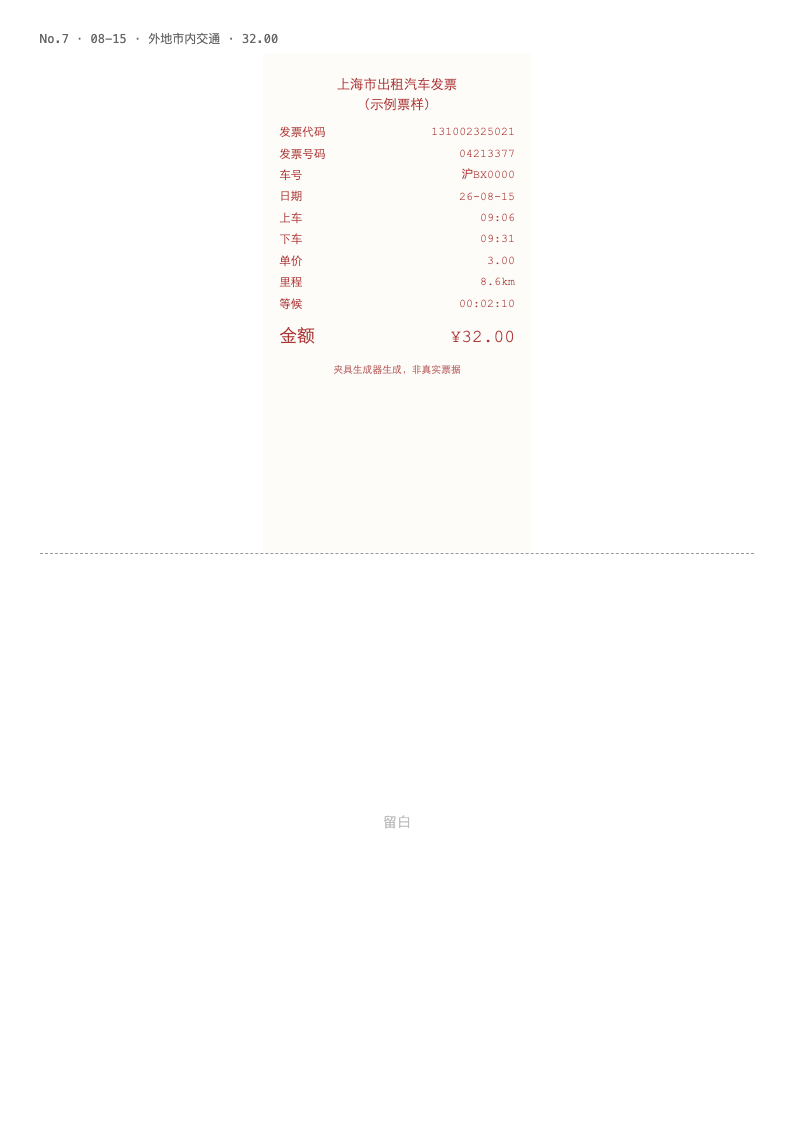 No.7 · 08-15 · 外地市内交通 · 32.00
上海市出租汽车发票
(示例票样)
发票代码 131002325021
发票号码 04213377
车号 沪BX0000
日期 26-08-15
上车 09:06
下车 09:31
单价 3.00
里程 8.6km
等候 00:02:10
金额 ¥32.00
夹具生成器生成，非真实票据
留白